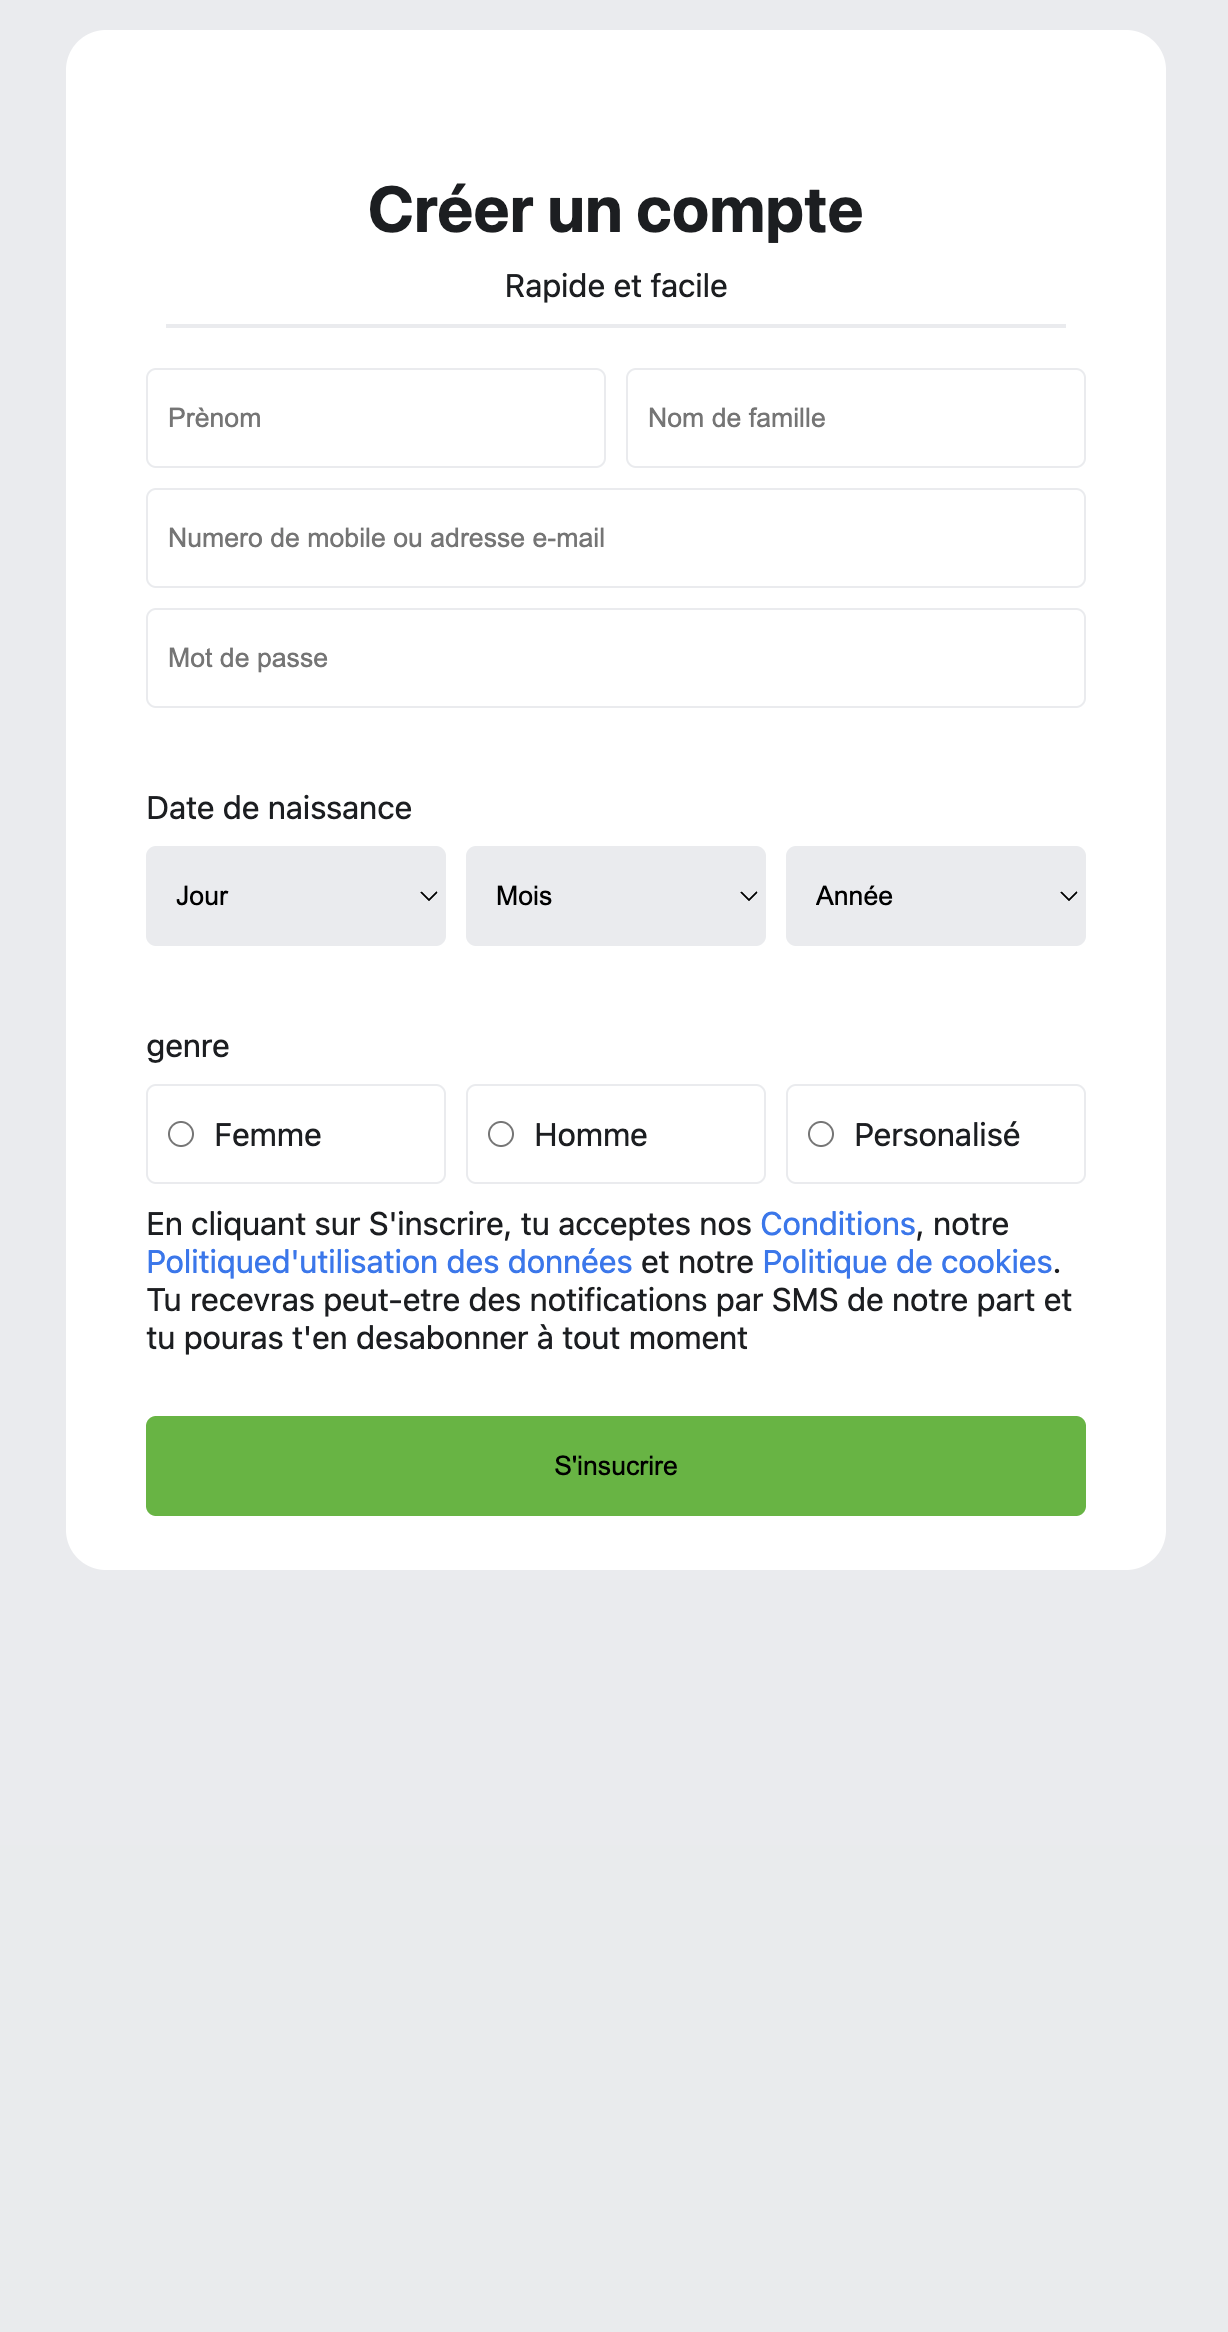 Créer un compte
Rapide et facile
Prènom
Nom de famille
Numero de mobile ou adresse e-mail
Mot de passe
Date de naissance
Jour
Mois
Année
genre
Femme
Homme
Personalisé
En cliquant sur S'inscrire, tu acceptes nos Conditions, notre
Politiqued'utilisation des données et notre Politique de cookies.
Tu recevras peut-etre des notifications par SMS de notre part et
tu pouras t'en desabonner à tout moment
S'insucrire